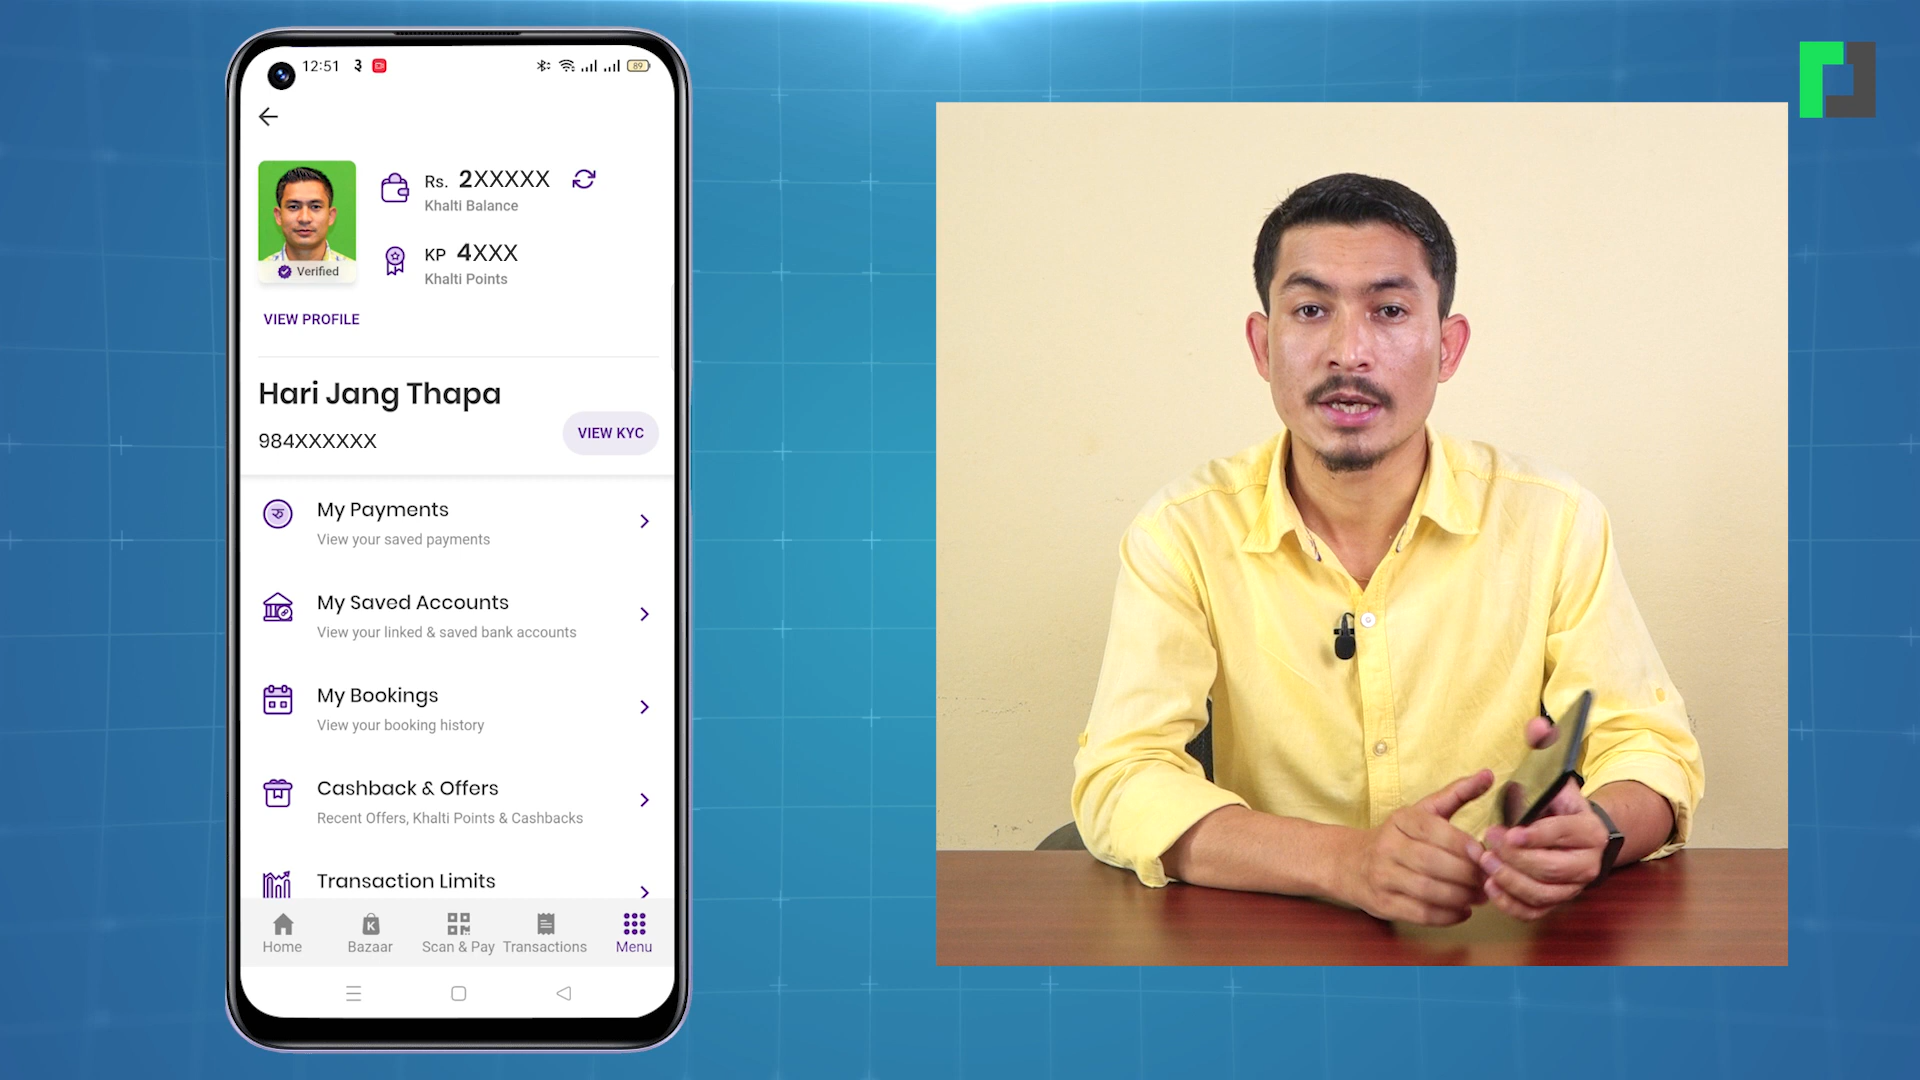 12:51
89
Rs. 2XXXXX
Khalti Balance
KP 4XXX
Khalti Points
Verified
VIEW PROFILE
Hari Jang Thapa
984XXXXXX
VIEW KYC
रु
My Payments
View your saved payments
My Saved Accounts
View your linked & saved bank accounts
My Bookings
View your booking history
Cashback & Offers
Recent Offers, Khalti Points & Cashbacks
Transaction Limits
K
Home
Bazaar
Scan & Pay
Transactions
Menu